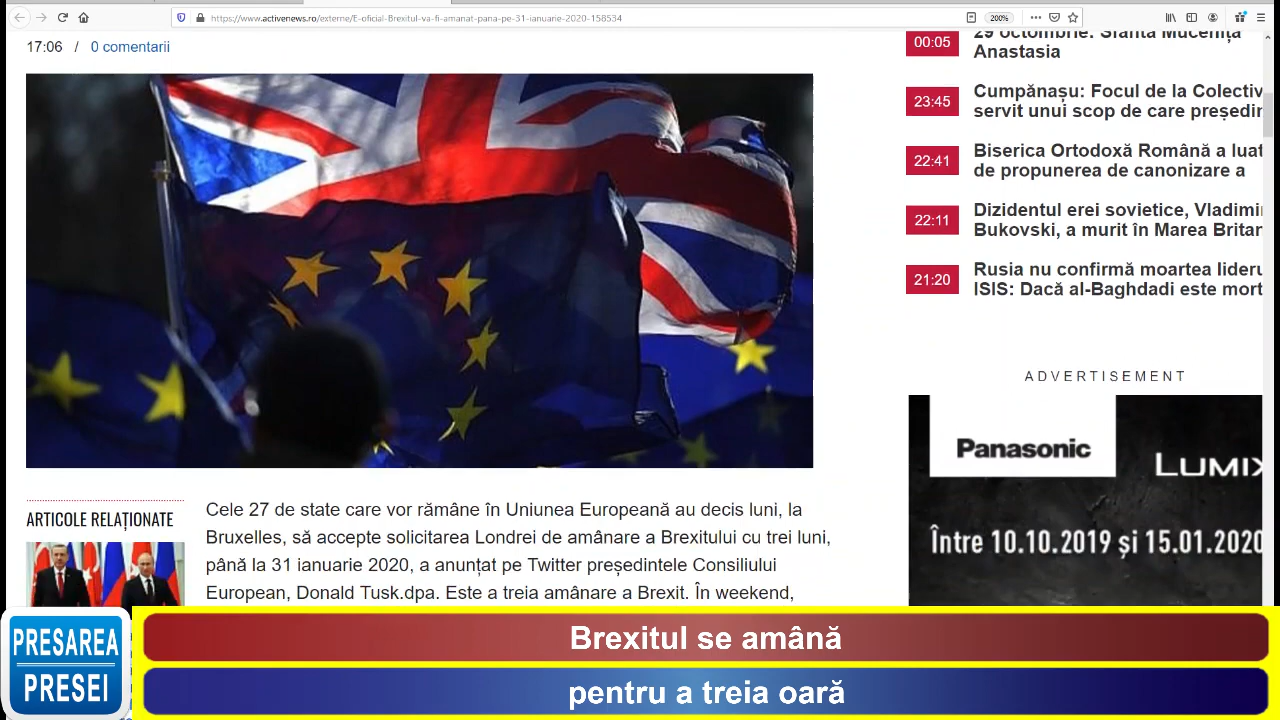 https://www.activenews.ro/externe/E-oficial-Brexitul-va-fi-amanat-pana-pe-31-ianuarie-2020-158534
200%
17:06 / 0 comentarii
00:05
29 octombrie: Sfânta Muceniță
Anastasia
23:45
Cumpănașu: Focul de la Colectiv
servit unui scop de care președin
22:41
Biserica Ortodoxă Română a luat
de propunerea de canonizare a
22:11
Dizidentul erei sovietice, Vladimi
Bukovski, a murit în Marea Britan
21:20
Rusia nu confirmă moartea lideru
ISIS: Dacă al-Baghdadi este mort
ADVERTISEMENT
Panasonic
LUMIX
Între 10.10.2019 și 15.01.2020
ARTICOLE RELAȚIONATE
Cele 27 de state care vor rămâne în Uniunea Europeană au decis luni, la
Bruxelles, să accepte solicitarea Londrei de amânare a Brexitului cu trei luni,
până la 31 ianuarie 2020, a anunțat pe Twitter președintele Consiliului
European, Donald Tusk.dpa. Este a treia amânare a Brexit. În weekend,
PRESAREA
PRESEI
Brexitul se amână
pentru a treia oară